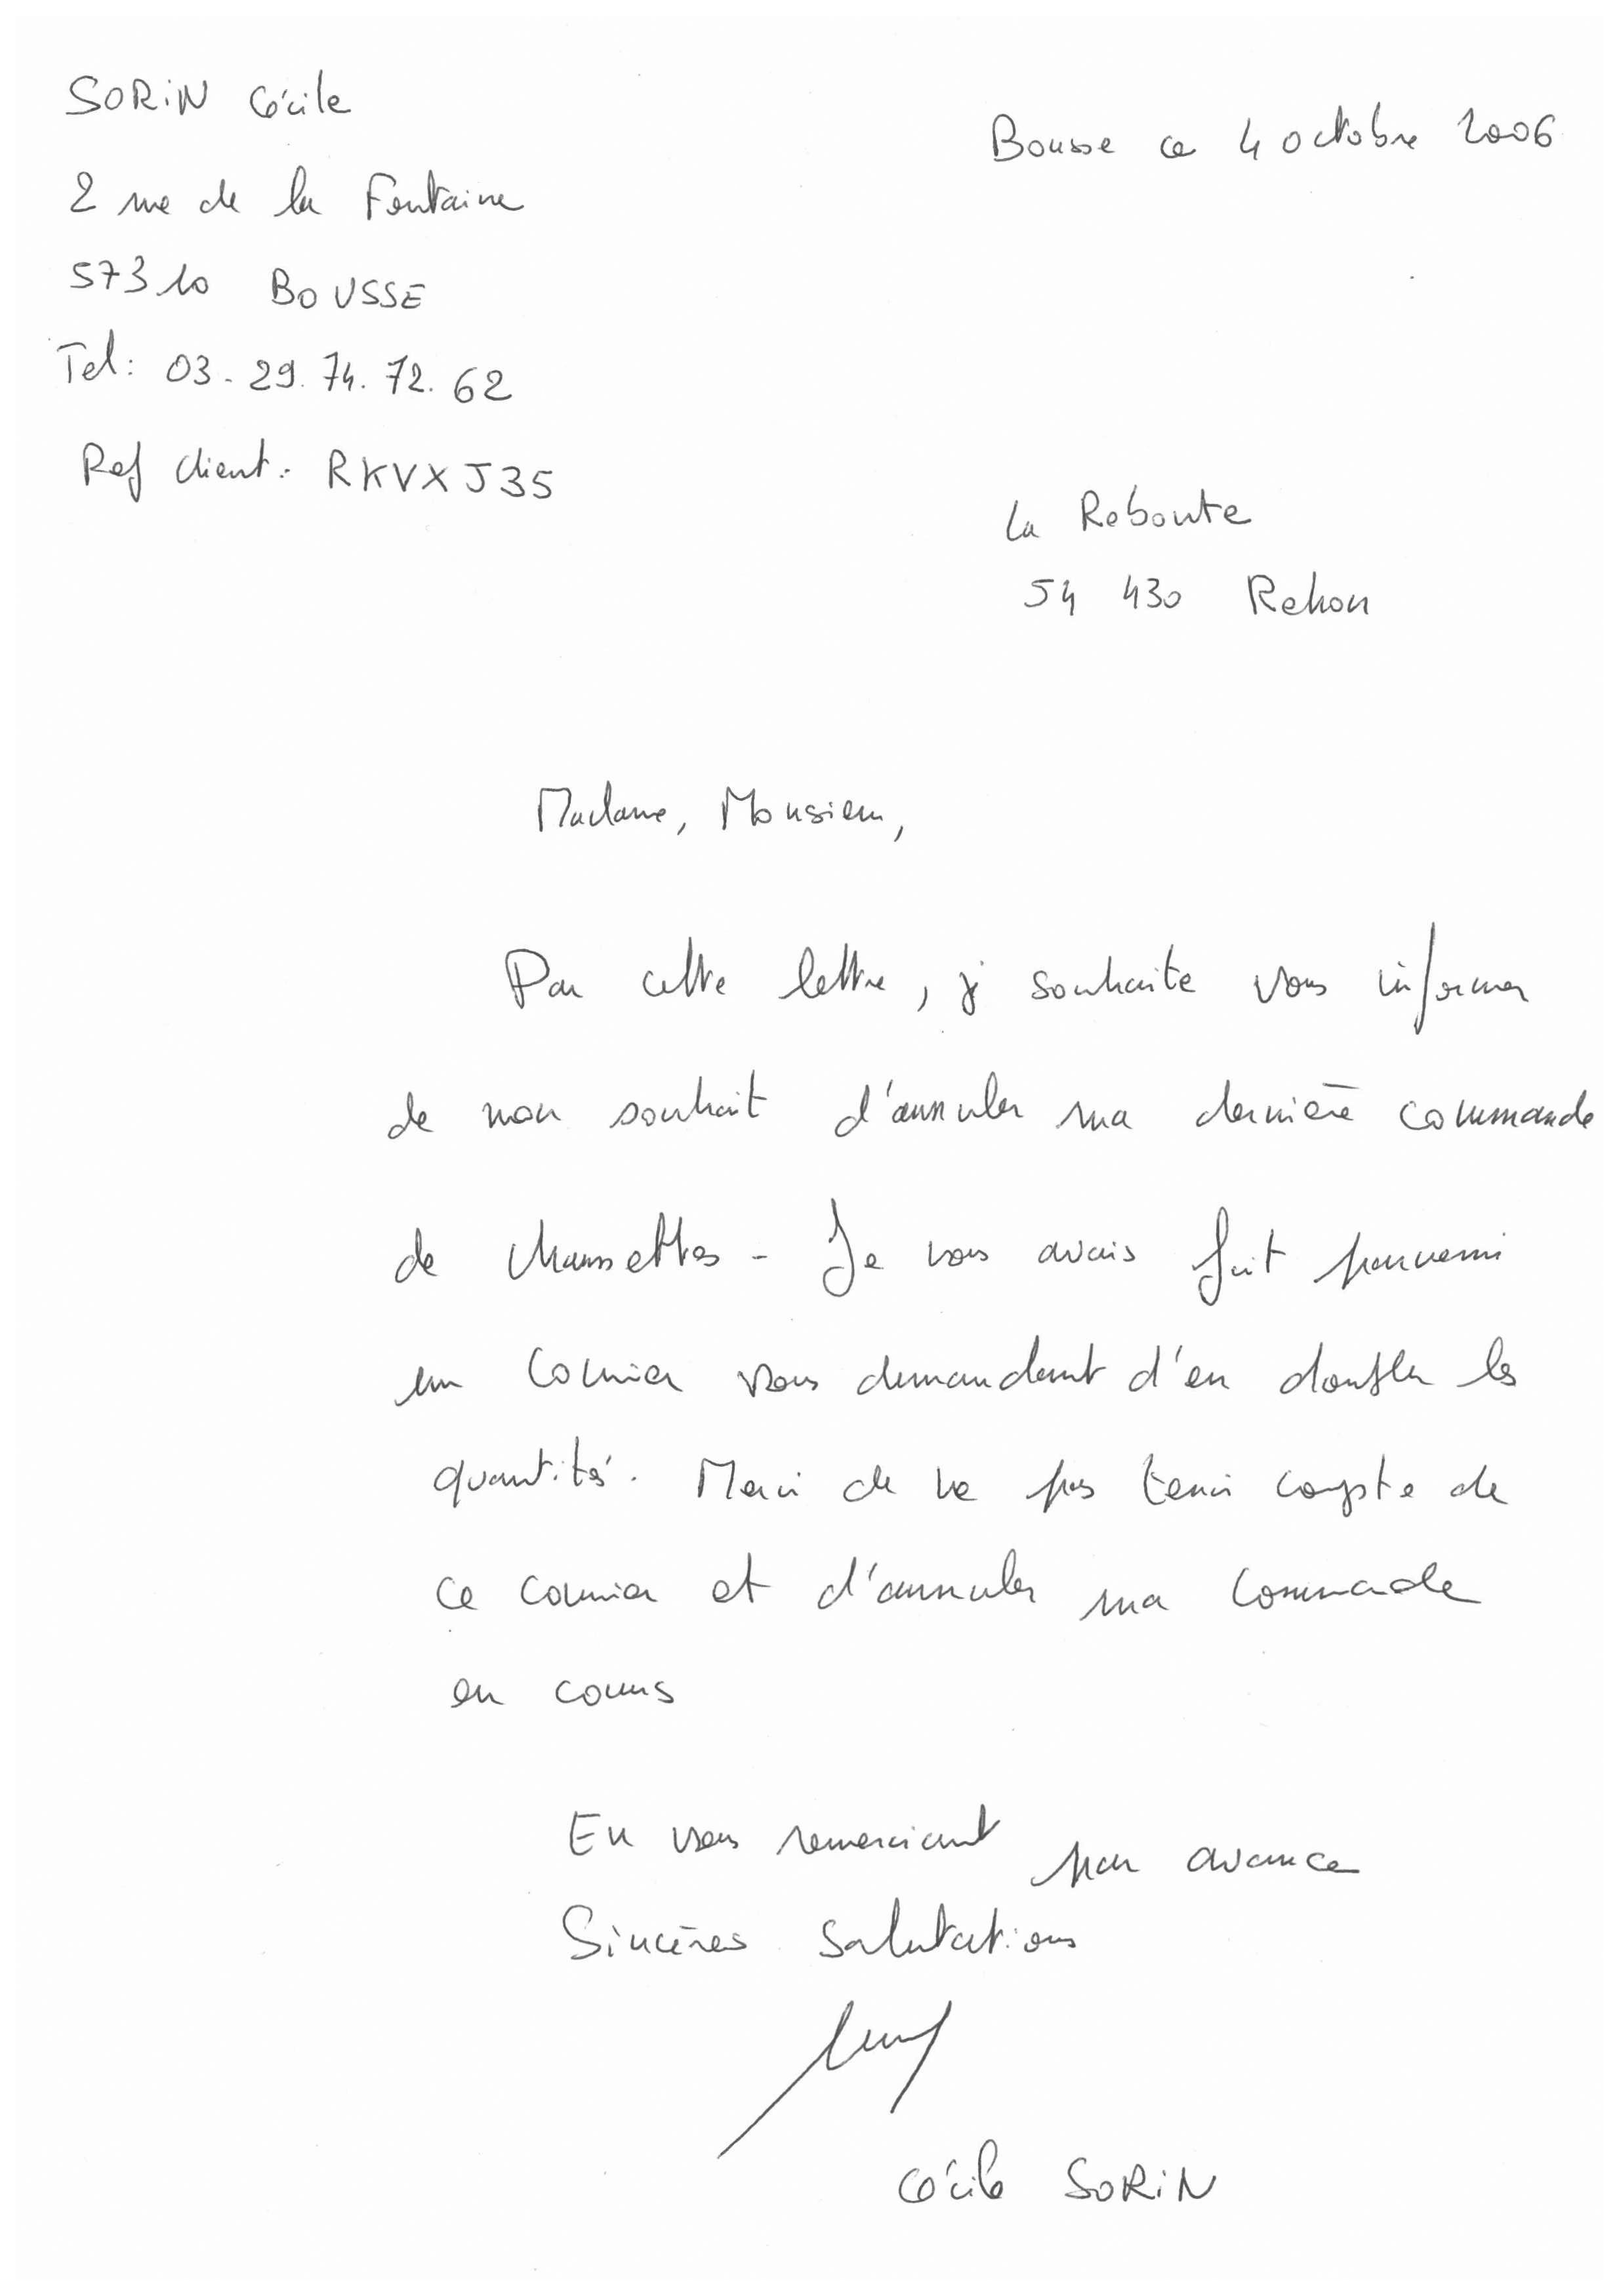 SORIN Cécile
Bousse ce 4 octobre 2006
2 rue de la Fontaine
57310 BOUSSE
Tel: 03.29.74.72.62
Ref client: RKVXJ35
La Reboute
54 430 Rehon
Madame, Monsieur,
Par cette lettre, je souhaite vous informer
de mon souhait d'annuler ma dernière commande
de chaussettes - Je vous avais fait parvenir
un courrier vous demandant d'en doubler les
quantités. Merci de ne pas tenir compte de
ce courrier et d'annuler ma commande
en cours
En vous remerciant par avance
Sincères salutations
Cécile SORIN